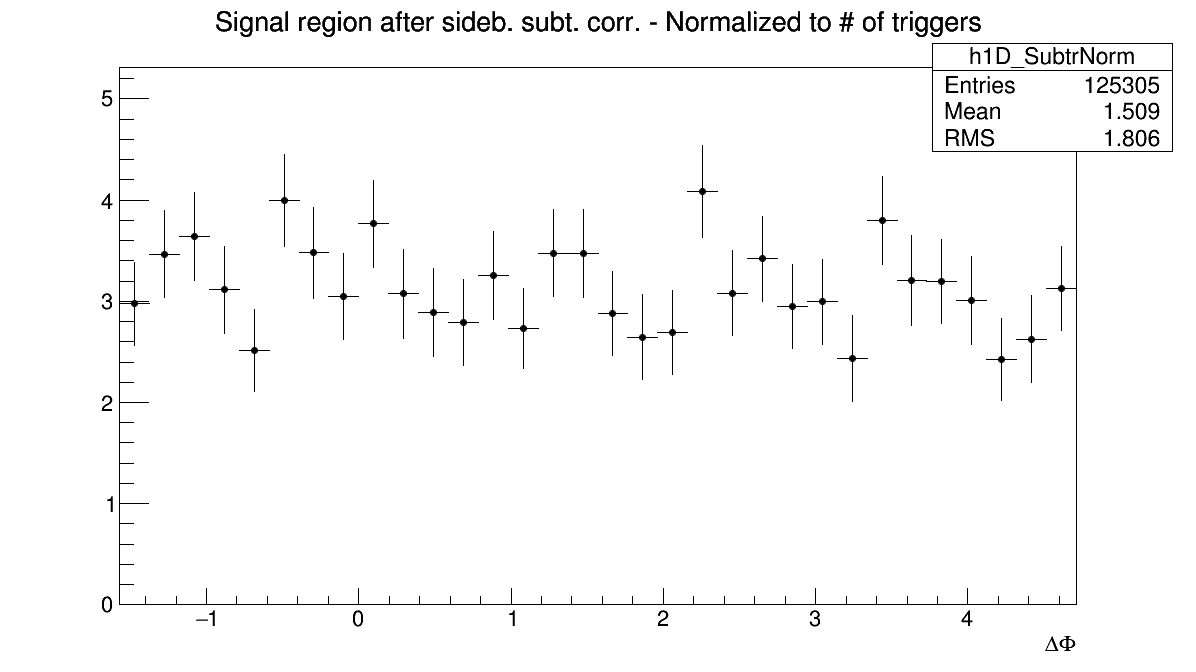 Signal region after sideb. subt. corr. - Normalized to # of triggers
h1D_SubtrNorm
Entries 125305
Mean 1.509
RMS 1.806
5
4
3
2
1
0
−1 0 1 2 3 4
ΔΦ